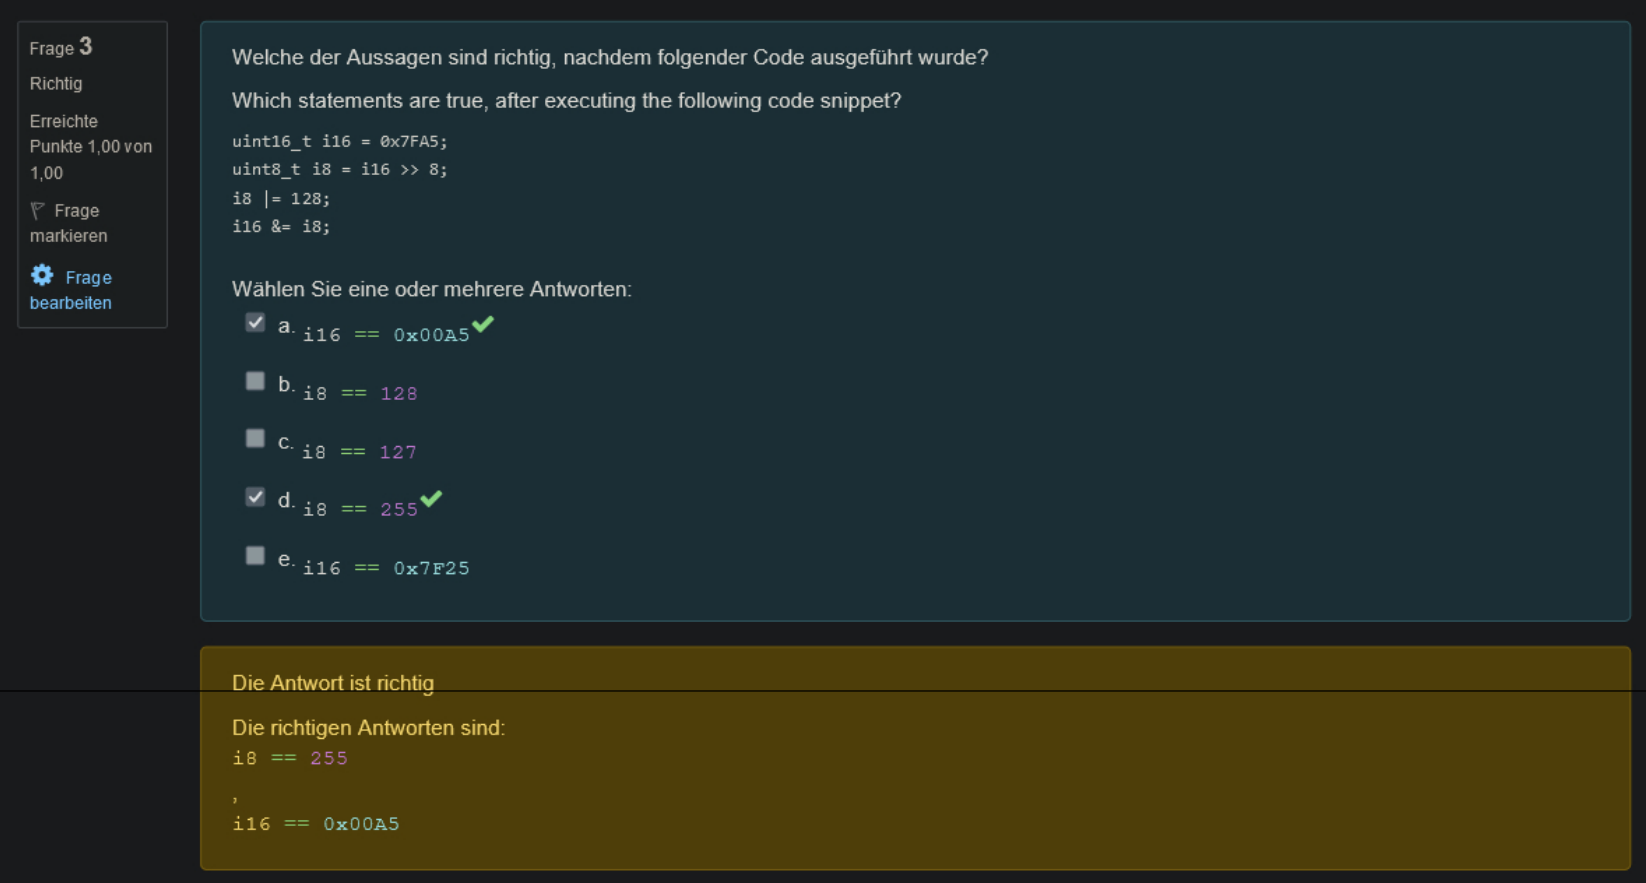 Frage 3
Richtig
Erreichte
Punkte 1,00 von
1,00
Frage
markieren
Frage
bearbeiten
Welche der Aussagen sind richtig, nachdem folgender Code ausgeführt wurde?
Which statements are true, after executing the following code snippet?
uint16_t i16 = 0x7FA5;
uint8_t i8 = i16 >> 8;
i8 |= 128;
i16 &= i8;
Wählen Sie eine oder mehrere Antworten:
a. i16 == 0x00A5
b. i8 == 128
c. i8 == 127
d. i8 == 255
e. i16 == 0x7F25
Die Antwort ist richtig
Die richtigen Antworten sind:
i8 == 255
,
i16 == 0x00A5